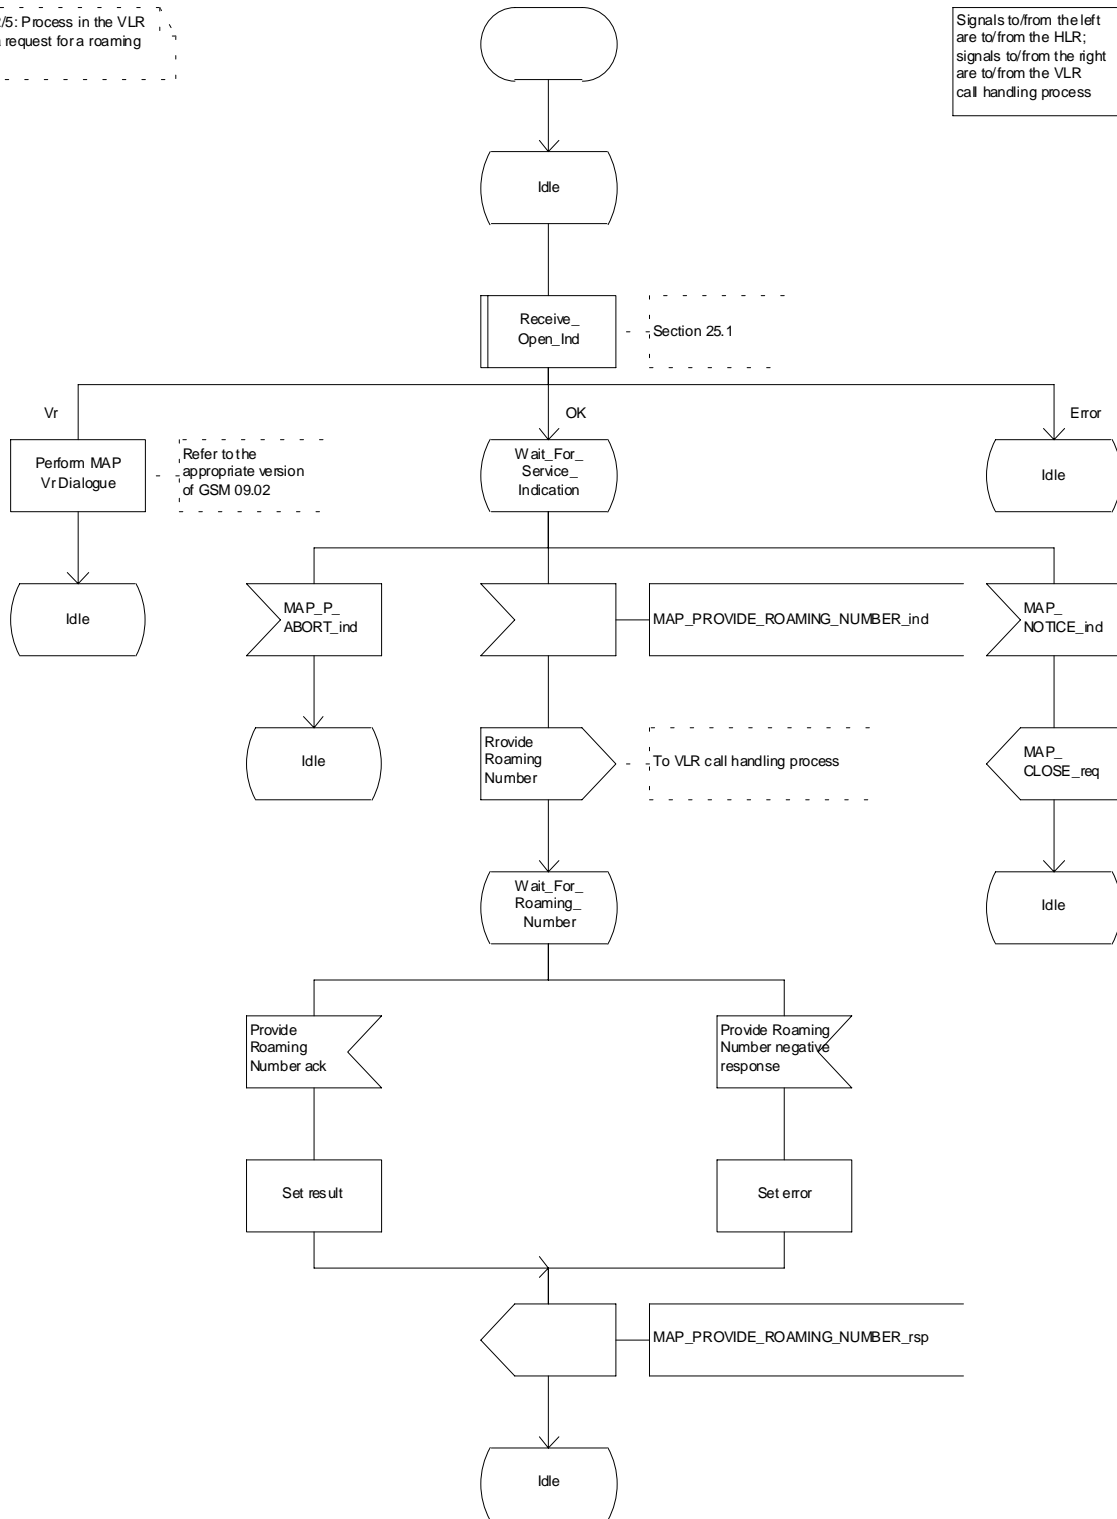 /5: Process in the VLR
request for a roaming
Signals to/from the left
are to/from the HLR;
signals to/from the right
are to/from the VLR
call handling process
Idle
Receive_
Open_Ind
Section 25.1
Vr
OK
Error
Perform MAP
Vr Dialogue
Refer to the
appropriate version
of GSM 09.02
Wait_For_
Service_
Indication
Idle
Idle
MAP_P_
ABORT_ind
MAP_PROVIDE_ROAMING_NUMBER_ind
MAP_
NOTICE_ind
Idle
Rrovide
Roaming
Number
To VLR call handling process
MAP_
CLOSE_req
Wait_For_
Roaming_
Number
Idle
Provide
Roaming
Number ack
Provide Roaming
Number negative
response
Set result
Set error
MAP_PROVIDE_ROAMING_NUMBER_rsp
Idle